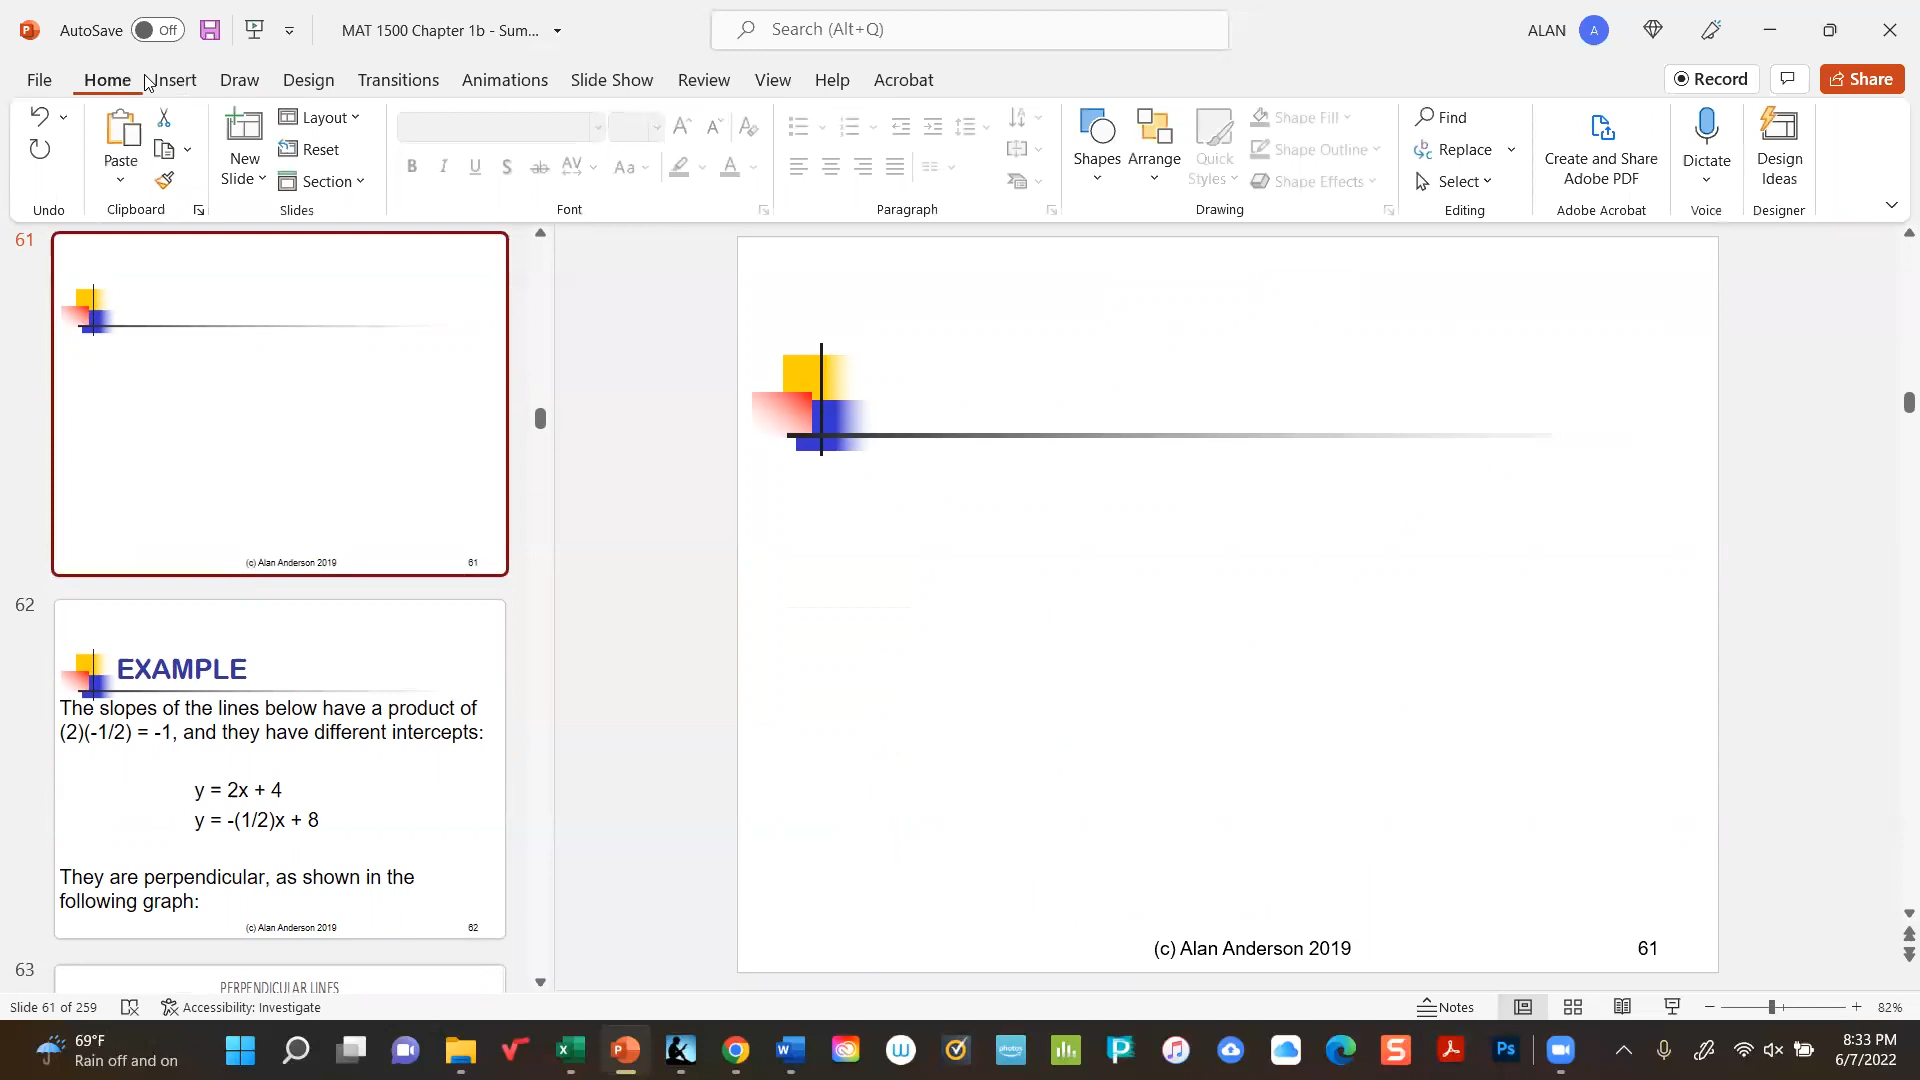 AutoSave Off MAT 1500 Chapter 1b - Sum... Search (Alt+Q) ALAN A
File Home Insert Draw Design Transitions Animations Slide Show Review View Help Acrobat Record Share
Undo
Paste
Clipboard
New
Slide
Layout
Reset
Section
Slides
Font
Paragraph
Shapes Arrange Quick
Styles
Shape Fill
Shape Outline
Shape Effects
Drawing
Find
Replace
Select
Editing
Create and Share
Adobe PDF
Adobe Acrobat
Dictate
Voice
Design
Ideas
Designer
61
(c) Alan Anderson 2019 61
62
EXAMPLE
The slopes of the lines below have a product of
(2)(-1/2) = -1, and they have different intercepts:
y = 2x + 4
y = -(1/2)x + 8
They are perpendicular, as shown in the
following graph:
(c) Alan Anderson 2019 62
63
PERPENDICULAR LINES
(c) Alan Anderson 2019 61
Slide 61 of 259 Accessibility: Investigate Notes 82%
69°F
Rain off and on
8:33 PM
6/7/2022